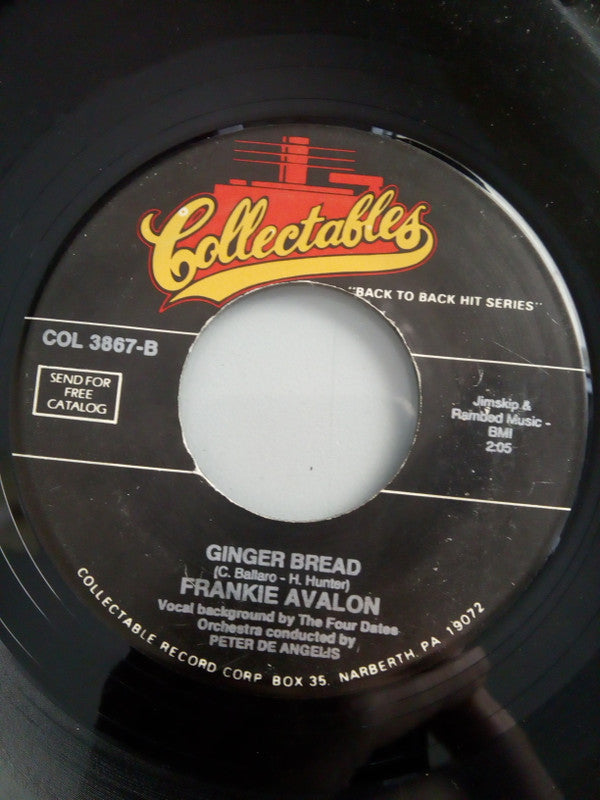 Collectables
"BACK TO BACK HIT SERIES"
COL 3867-B
SEND FOR
FREE
CATALOG
Jimskip &
Rambed Music -
BMI
2:05
GINGER BREAD
(C. Ballaro - H. Hunter)
FRANKIE AVALON
Vocal background by The Four Dates
Orchestra conducted by
PETER DE ANGELIS
COLLECTABLE RECORD CORP. BOX 35, NARBERTH, PA 19072